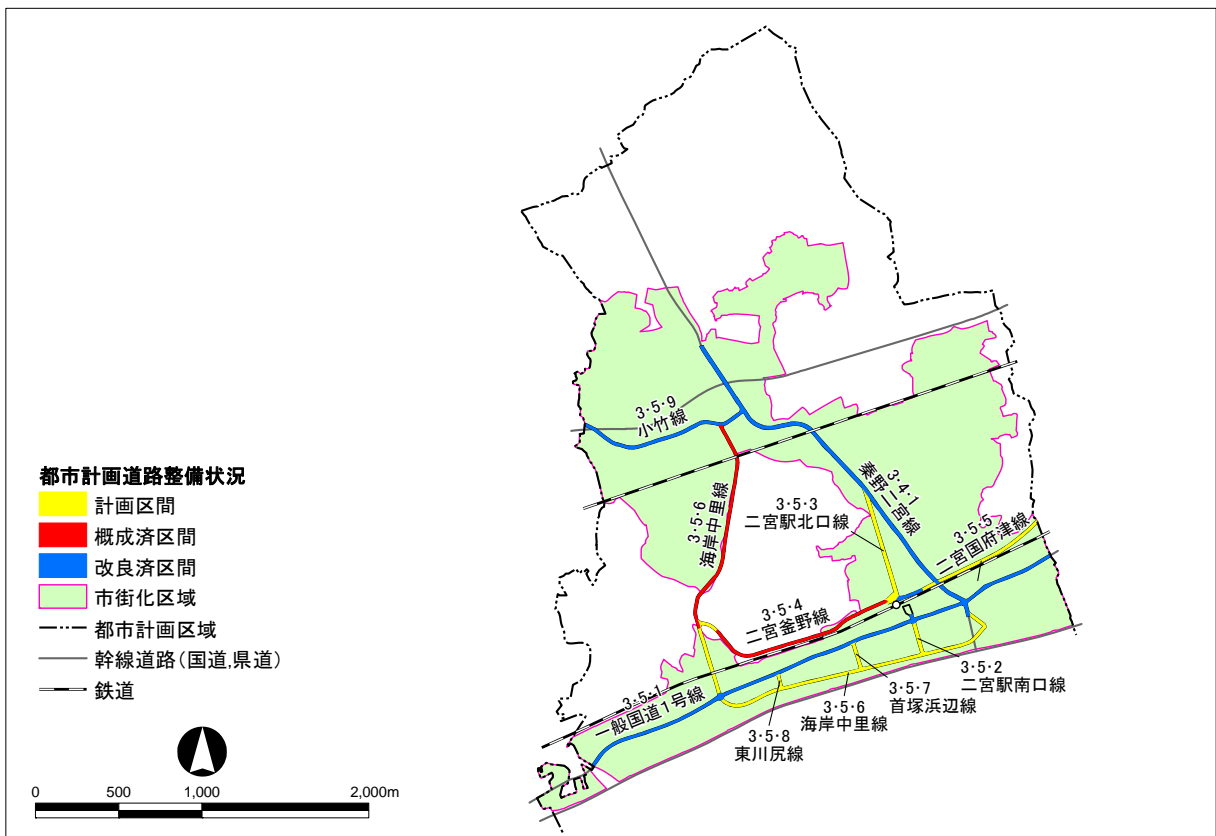 3・5・9
小竹線
3・4・1
秦野二宮線
3・5・6
海岸中里線
3・5・3
二宮駅北口線
3・5・5
二宮国府津線
3・5・4
二宮釜野線
3・5・1
一般国道1号線
3・5・2
二宮駅南口線
3・5・7
首塚浜辺線
3・5・6
海岸中里線
3・5・8
東川尻線
都市計画道路整備状況
計画区間
概成済区間
改良済区間
市街化区域
都市計画区域
幹線道路(国道,県道)
鉄道
0 500 1,000 2,000m